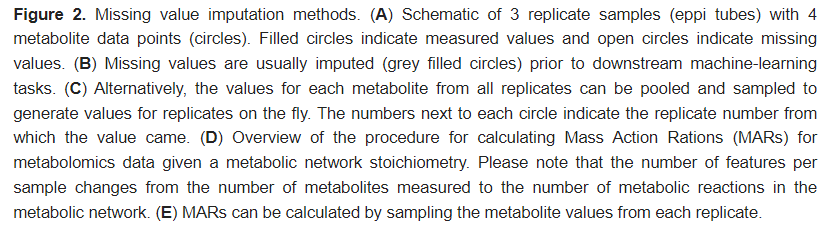 Figure 2. Missing value imputation methods. (A) Schematic of 3 replicate samples (eppi tubes) with 4
metabolite data points (circles). Filled circles indicate measured values and open circles indicate missing
values. (B) Missing values are usually imputed (grey filled circles) prior to downstream machine-learning
tasks. (C) Alternatively, the values for each metabolite from all replicates can be pooled and sampled to
generate values for replicates on the fly. The numbers next to each circle indicate the replicate number from
which the value came. (D) Overview of the procedure for calculating Mass Action Rations (MARs) for
metabolomics data given a metabolic network stoichiometry. Please note that the number of features per
sample changes from the number of metabolites measured to the number of metabolic reactions in the
metabolic network. (E) MARs can be calculated by sampling the metabolite values from each replicate.